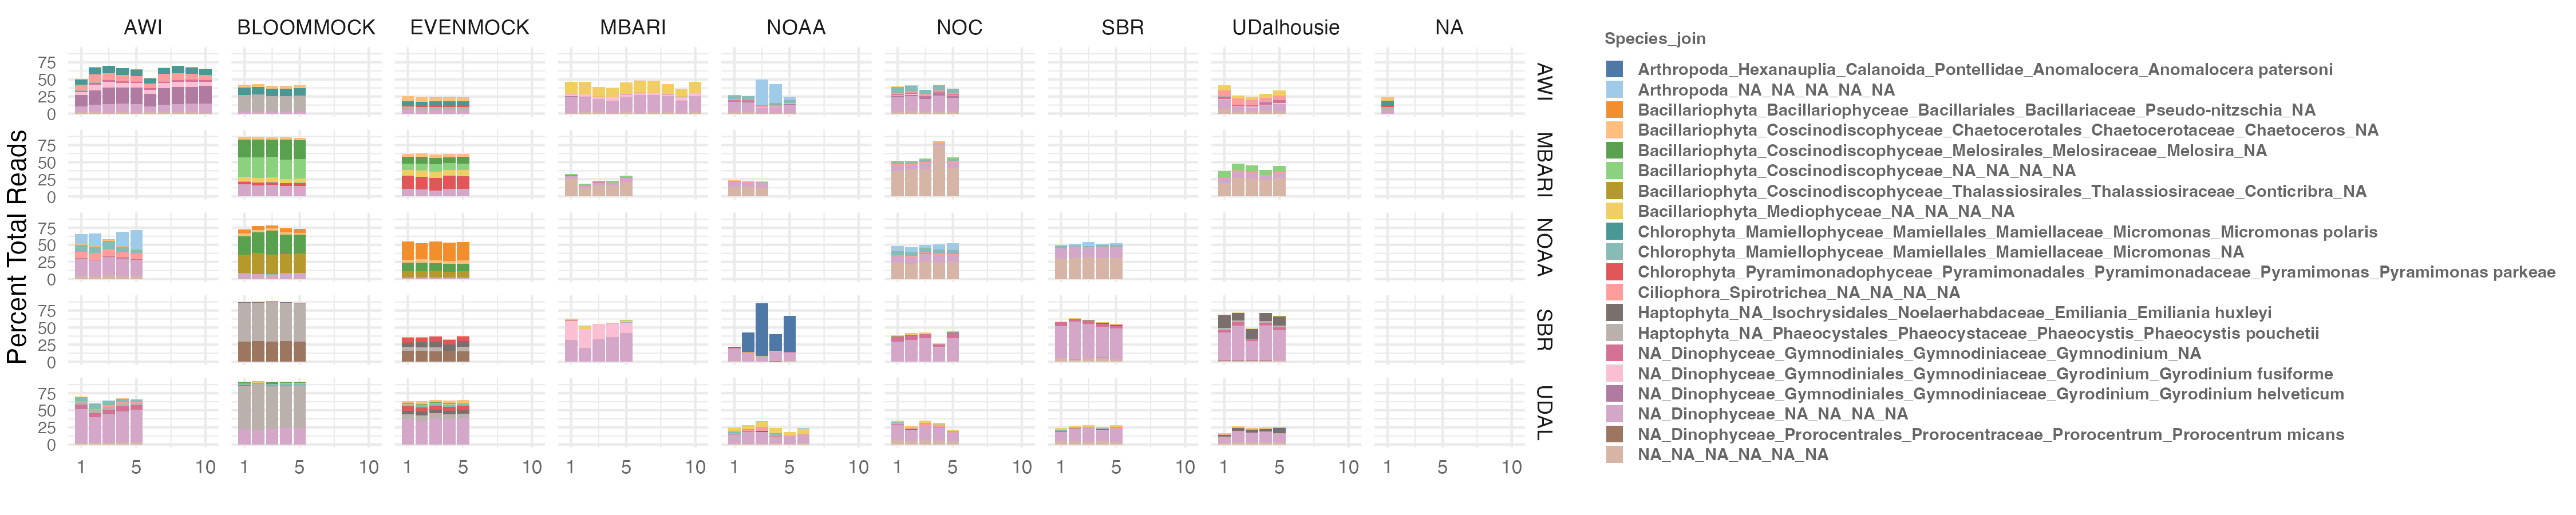 AWI BLOOMMOCK EVENMOCK MBARI NOAA NOC SBR UDalhousie NA
Percent Total Reads
75
50
25
0
AWI
75
50
25
0
MBARI
75
50
25
0
NOAA
75
50
25
0
SBR
75
50
25
0
UDAL
1 5 10 1 5 10 1 5 10 1 5 10 1 5 10 1 5 10 1 5 10 1 5 10 1 5 10
Species_join
Arthropoda_Hexanauplia_Calanoida_Pontellidae_Anomalocera_Anomalocera patersoni
Arthropoda_NA_NA_NA_NA_NA
Bacillariophyta_Bacillariophyceae_Bacillariales_Bacillariaceae_Pseudo-nitzschia_NA
Bacillariophyta_Coscinodiscophyceae_Chaetocerotales_Chaetocerotaceae_Chaetoceros_NA
Bacillariophyta_Coscinodiscophyceae_Melosirales_Melosiraceae_Melosira_NA
Bacillariophyta_Coscinodiscophyceae_NA_NA_NA_NA
Bacillariophyta_Coscinodiscophyceae_Thalassiosirales_Thalassiosiraceae_Conticribra_NA
Bacillariophyta_Mediophyceae_NA_NA_NA_NA
Chlorophyta_Mamiellophyceae_Mamiellales_Mamiellaceae_Micromonas_Micromonas polaris
Chlorophyta_Mamiellophyceae_Mamiellales_Mamiellaceae_Micromonas_NA
Chlorophyta_Pyramimonadophyceae_Pyramimonadales_Pyramimonadaceae_Pyramimonas_Pyramimonas parkeae
Ciliophora_Spirotrichea_NA_NA_NA_NA
Haptophyta_NA_Isochrysidales_Noelaerhabdaceae_Emiliania_Emiliania huxleyi
Haptophyta_NA_Phaeocystales_Phaeocystaceae_Phaeocystis_Phaeocystis pouchetii
NA_Dinophyceae_Gymnodiniales_Gymnodiniaceae_Gymnodinium_NA
NA_Dinophyceae_Gymnodiniales_Gymnodiniaceae_Gyrodinium_Gyrodinium fusiforme
NA_Dinophyceae_Gymnodiniales_Gymnodiniaceae_Gyrodinium_Gyrodinium helveticum
NA_Dinophyceae_NA_NA_NA_NA
NA_Dinophyceae_Prorocentrales_Prorocentraceae_Prorocentrum_Prorocentrum micans
NA_NA_NA_NA_NA_NA